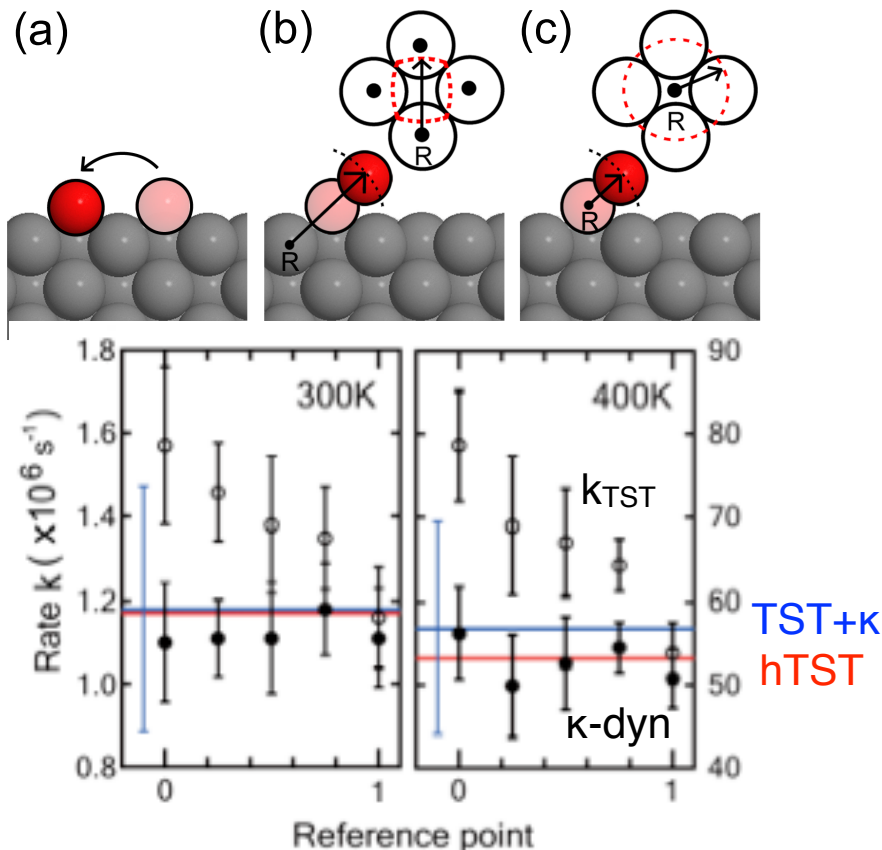 (a) (b) (c)
R R
R R
1.8 90
300K 400K
1.6 80
kTST
1.4 70
Rate k ( ×10⁶ s⁻¹)
1.2 60
TST+κ
hTST
1.0 50
κ-dyn
0.8 40
0 1 0 1
Reference point